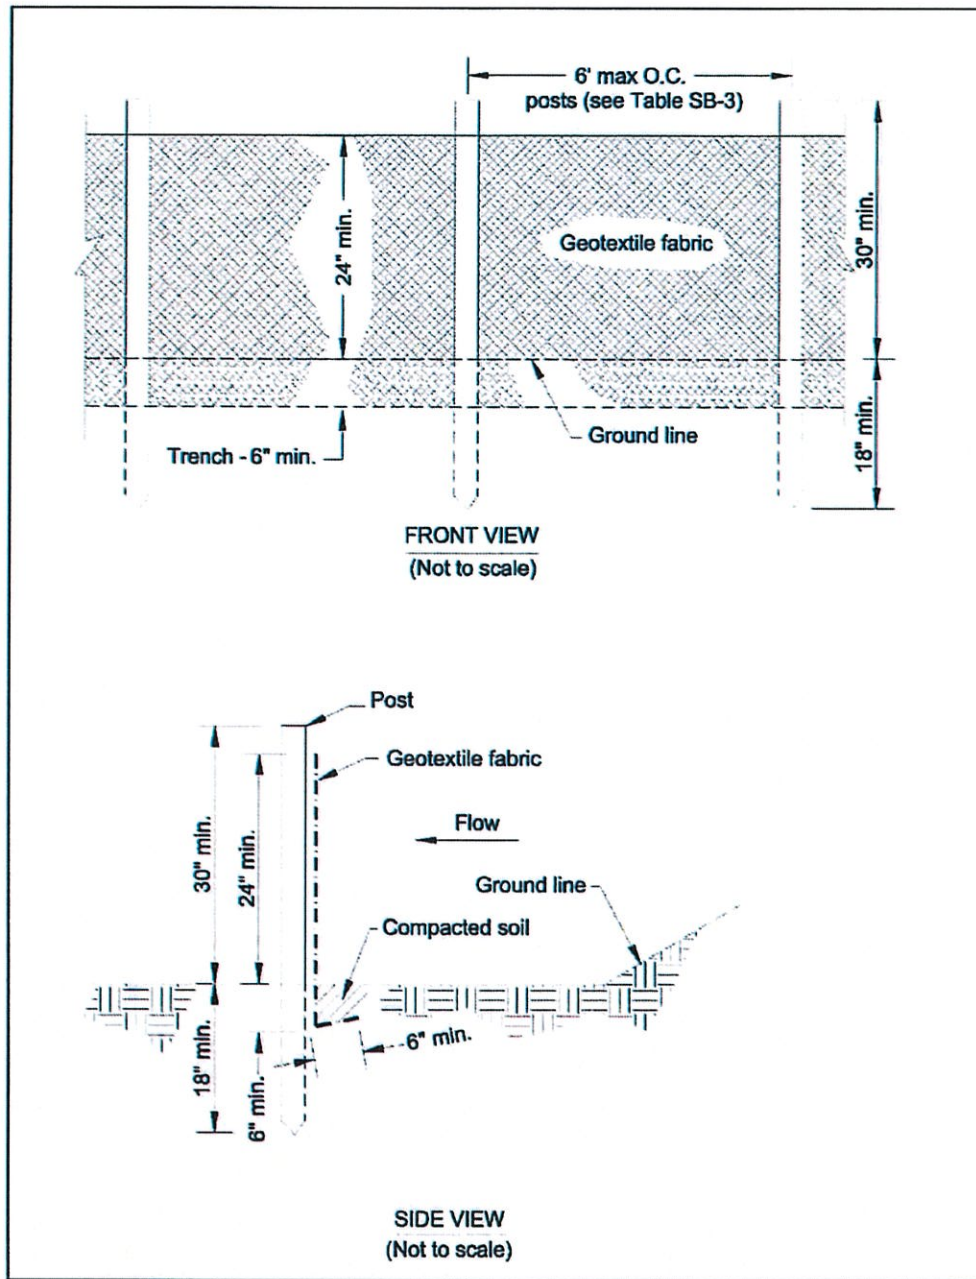 6' max O.C.
posts (see Table SB-3)
24" min.
Geotextile fabric
30" min.
Trench - 6" min.
Ground line
18" min.
FRONT VIEW
(Not to scale)
Post
Geotextile fabric
Flow
30" min.
24" min.
Ground line
Compacted soil
6" min.
18" min.
6" min.
SIDE VIEW
(Not to scale)